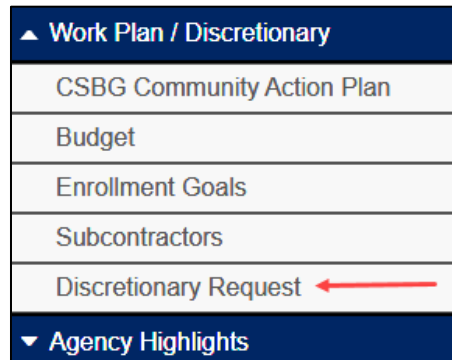 Work Plan / Discretionary
CSBG Community Action Plan
Budget
Enrollment Goals
Subcontractors
Discretionary Request
Agency Highlights